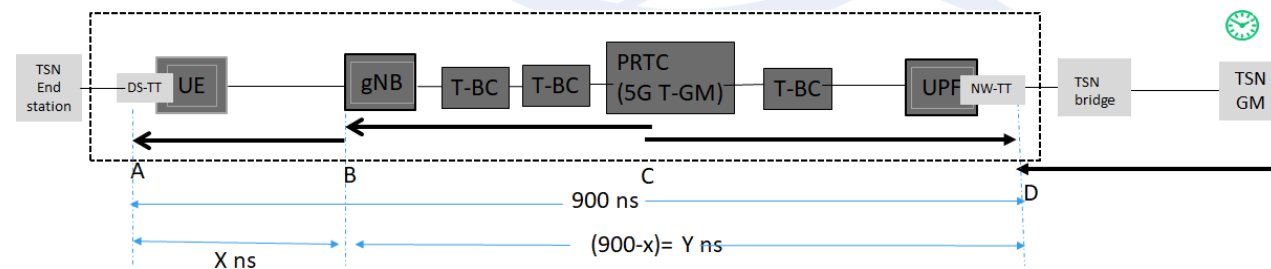 TSN
End
station
DS-TT
UE
gNB
T-BC
T-BC
PRTC
(5G T-GM)
T-BC
UPF
NW-TT
TSN
bridge
TSN
GM
A
B
C
D
900 ns
X ns
(900-x)= Y ns